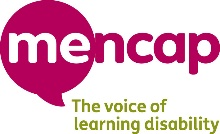 mencap
The voice of
learning disability